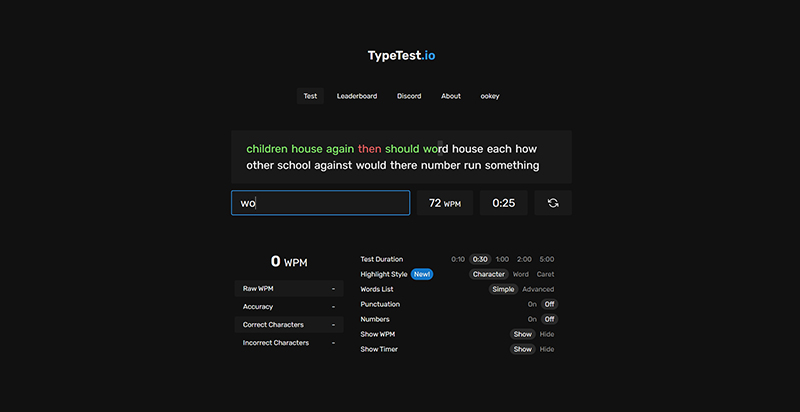 TypeTest.io
Test Leaderboard Discord About ookey
children house again then should word house each how
other school against would there number run something
wo 72 WPM 0:25
0 WPM
Raw WPM -
Accuracy -
Correct Characters -
Incorrect Characters -
Test Duration 0:10 0:30 1:00 2:00 5:00
Highlight Style New! Character Word Caret
Words List Simple Advanced
Punctuation On Off
Numbers On Off
Show WPM Show Hide
Show Timer Show Hide